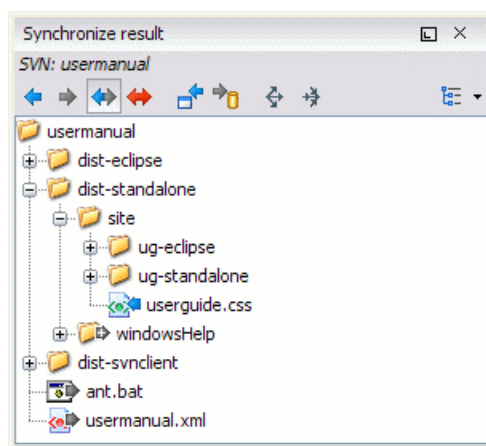 Synchronize result
SVN: usermanual
usermanual
dist-eclipse
dist-standalone
site
ug-eclipse
ug-standalone
userguide.css
windowsHelp
dist-svnclient
ant.bat
usermanual.xml